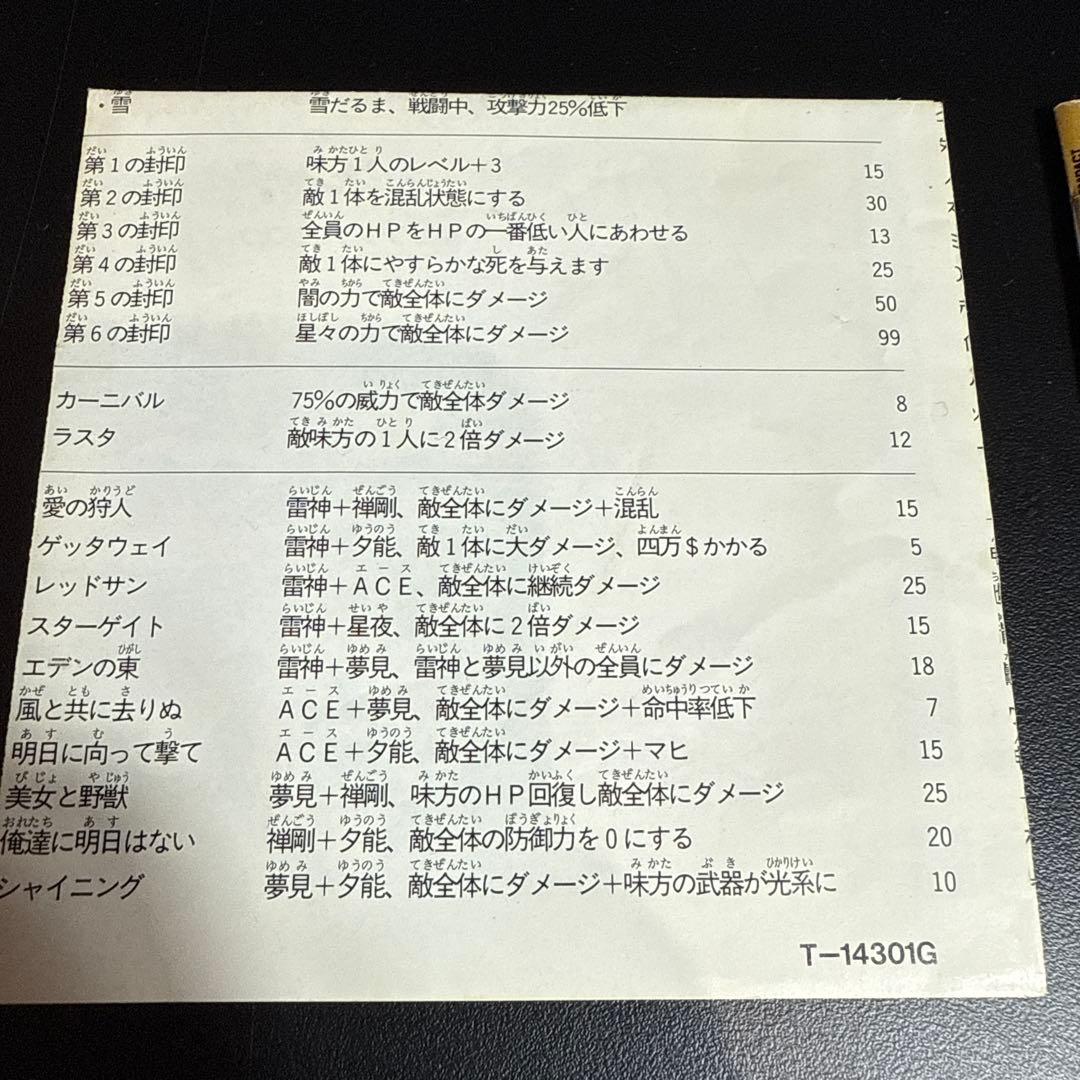 ・雪 雪だるま、戦闘中、攻撃力25%低下
第1の封印 味方1人のレベル+3 15
第2の封印 敵1体を混乱状態にする 30
第3の封印 全員のHPをHPの一番低い人にあわせる 13
第4の封印 敵1体にやすらかな死を与えます 25
第5の封印 闇の力で敵全体にダメージ 50
第6の封印 星々の力で敵全体にダメージ 99
カーニバル 75%の威力で敵全体ダメージ 8
ラスタ 敵味方の1人に2倍ダメージ 12
愛の狩人 雷神+禅剛、敵全体にダメージ+混乱 15
ゲッタウェイ 雷神+夕能、敵1体に大ダメージ、四万$かかる 5
レッドサン 雷神+ACE、敵全体に継続ダメージ 25
スターゲイト 雷神+星夜、敵全体に2倍ダメージ 15
エデンの東 雷神+夢見、雷神と夢見以外の全員にダメージ 18
風と共に去りぬ ACE+夢見、敵全体にダメージ+命中率低下 7
明日に向って撃て ACE+夕能、敵全体にダメージ+マヒ 15
美女と野獣 夢見+禅剛、味方のHP回復し敵全体にダメージ 25
俺達に明日はない 禅剛+夕能、敵全体の防御力を0にする 20
シャイニング 夢見+夕能、敵全体にダメージ+味方の武器が光系に 10
T-14301G